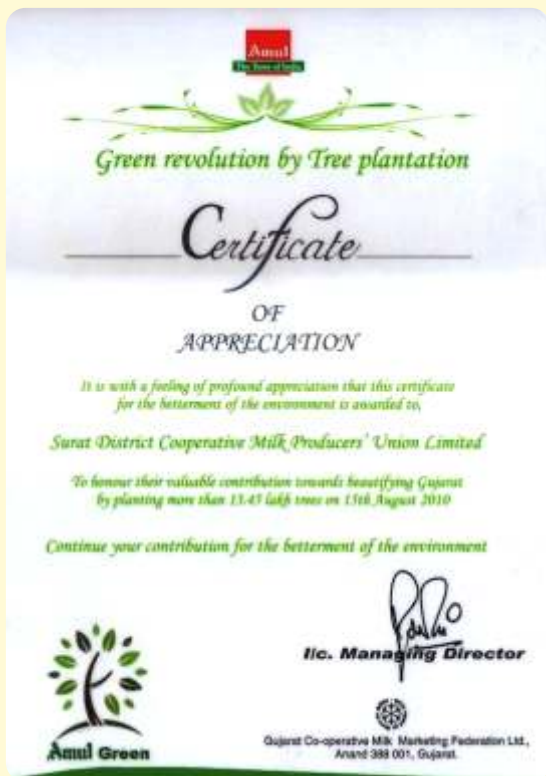 Amul
The Taste of India
Green revolution by Tree plantation
Certificate
OF
APPRECIATION
It is with a feeling of profound appreciation that this certificate
for the betterment of the environment is awarded to,
Surat District Cooperative Milk Producers' Union Limited
To honour their valuable contribution towards beautifying Gujarat
by planting more than 13.45 lakh trees on 15th August 2010
Continue your contribution for the betterment of the environment
I/c. Managing Director
Amul Green
Gujarat Co-operative Milk Marketing Federation Ltd.,
Anand 388 001, Gujarat.